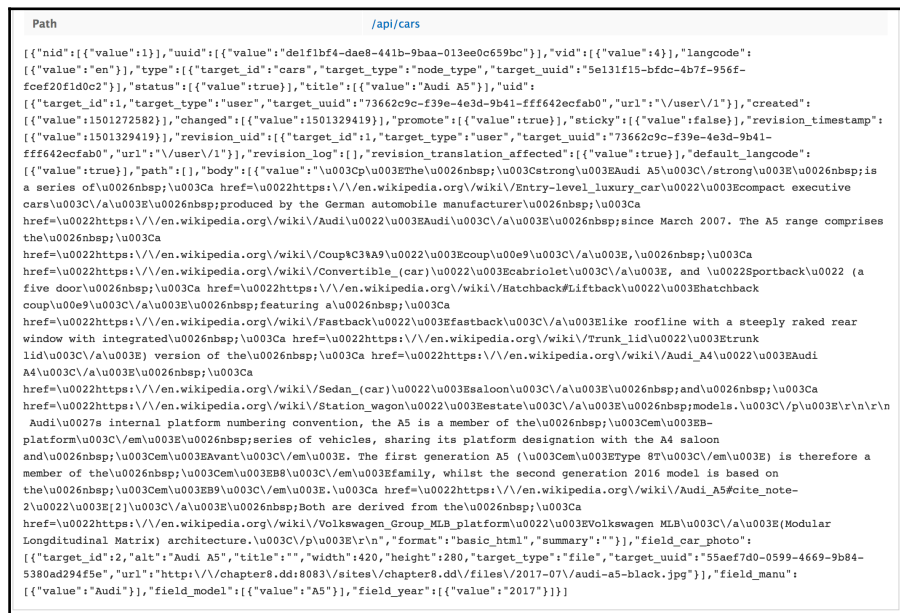 Path /api/cars
[{"nid":[{"value":1}],"uuid":[{"value":"de1f1bf4-dae8-441b-9baa-013ee0c659bc"}],"vid":[{"value":4}],"langcode":
[{"value":"en"}],"type":[{"target_id":"cars","target_type":"node_type","target_uuid":"5e131f15-bfdc-4b7f-956f-
fcef20f1d0c2"}],"status":[{"value":true}],"title":[{"value":"Audi A5"}],"uid":
[{"target_id":1,"target_type":"user","target_uuid":"73662c9c-f39e-4e3d-9b41-fff642ecfab0","url":"\/user\/1"}],"created":
[{"value":1501272582}],"changed":[{"value":1501329419}],"promote":[{"value":true}],"sticky":[{"value":false}],"revision_timestamp":
[{"value":1501329419}],"revision_uid":[{"target_id":1,"target_type":"user","target_uuid":"73662c9c-f39e-4e3d-9b41-
fff642ecfab0","url":"\/user\/1"}],"revision_log":[],"revision_translation_affected":[{"value":true}],"default_langcode":
[{"value":true}],"path":[],"body":[{"value":"\u003Cp\u003EThe\u0026nbsp;\u003Cstrong\u003EAudi A5\u003C\/strong\u003E\u0026nbsp;is
a series of\u0026nbsp;\u003Ca href=\u0022https:\/\/en.wikipedia.org\/wiki\/Entry-level_luxury_car\u0022\u003Ecompact executive
cars\u003C\/a\u003E\u0026nbsp;produced by the German automobile manufacturer\u0026nbsp;\u003Ca
href=\u0022https:\/\/en.wikipedia.org\/wiki\/Audi\u0022\u003EAudi\u003C\/a\u003E\u0026nbsp;since March 2007. The A5 range comprises
the\u0026nbsp;\u003Ca
href=\u0022https:\/\/en.wikipedia.org\/wiki\/Coup%C3%A9\u0022\u003Ecoup\u00e9\u003C\/a\u003E,\u0026nbsp;\u003Ca
href=\u0022https:\/\/en.wikipedia.org\/wiki\/Convertible_(car)\u0022\u003Ecabriolet\u003C\/a\u003E, and \u0022Sportback\u0022 (a
five door\u0026nbsp;\u003Ca href=\u0022https:\/\/en.wikipedia.org\/wiki\/Hatchback#Liftback\u0022\u003Ehatchback
coup\u00e9\u003C\/a\u003E\u0026nbsp;featuring a\u0026nbsp;\u003Ca
href=\u0022https:\/\/en.wikipedia.org\/wiki\/Fastback\u0022\u003Efastback\u003C\/a\u003Elike roofline with a steeply raked rear
window with integrated\u0026nbsp;\u003Ca href=\u0022https:\/\/en.wikipedia.org\/wiki\/Trunk_lid\u0022\u003Etrunk
lid\u003C\/a\u003E) version of the\u0026nbsp;\u003Ca href=\u0022https:\/\/en.wikipedia.org\/wiki\/Audi_A4\u0022\u003EAudi
A4\u003C\/a\u003E\u0026nbsp;\u003Ca
href=\u0022https:\/\/en.wikipedia.org\/wiki\/Sedan_(car)\u0022\u003Esaloon\u003C\/a\u003E\u0026nbsp;and\u0026nbsp;\u003Ca
href=\u0022https:\/\/en.wikipedia.org\/wiki\/Station_wagon\u0022\u003Eestate\u003C\/a\u003E\u0026nbsp;models.\u003C\/p\u003E\r\n\r\n
Audi\u0027s internal platform numbering convention, the A5 is a member of the\u0026nbsp;\u003Cem\u003EB-
platform\u003C\/em\u003E\u0026nbsp;series of vehicles, sharing its platform designation with the A4 saloon
and\u0026nbsp;\u003Cem\u003EAvant\u003C\/em\u003E. The first generation A5 (\u003Cem\u003EType 8T\u003C\/em\u003E) is therefore a
member of the\u0026nbsp;\u003Cem\u003EB8\u003C\/em\u003Efamily, whilst the second generation 2016 model is based on
the\u0026nbsp;\u003Cem\u003EB9\u003C\/em\u003E.\u003Ca href=\u0022https:\/\/en.wikipedia.org\/wiki\/Audi_A5#cite_note-
2\u0022\u003E[2]\u003C\/a\u003E\u0026nbsp;Both are derived from the\u0026nbsp;\u003Ca
href=\u0022https:\/\/en.wikipedia.org\/wiki\/Volkswagen_Group_MLB_platform\u0022\u003EVolkswagen MLB\u003C\/a\u003E(Modular
Longditudinal Matrix) architecture.\u003C\/p\u003E\r\n","format":"basic_html","summary":""}],"field_car_photo":
[{"target_id":2,"alt":"Audi A5","title":"","width":420,"height":280,"target_type":"file","target_uuid":"55aef7d0-0599-4669-9b84-
5380ad294f5e","url":"http:\/\/chapter8.dd:8083\/sites\/chapter8.dd\/files\/2017-07\/audi-a5-black.jpg"}],"field_manu":
[{"value":"Audi"}],"field_model":[{"value":"A5"}],"field_year":[{"value":"2017"}]}]